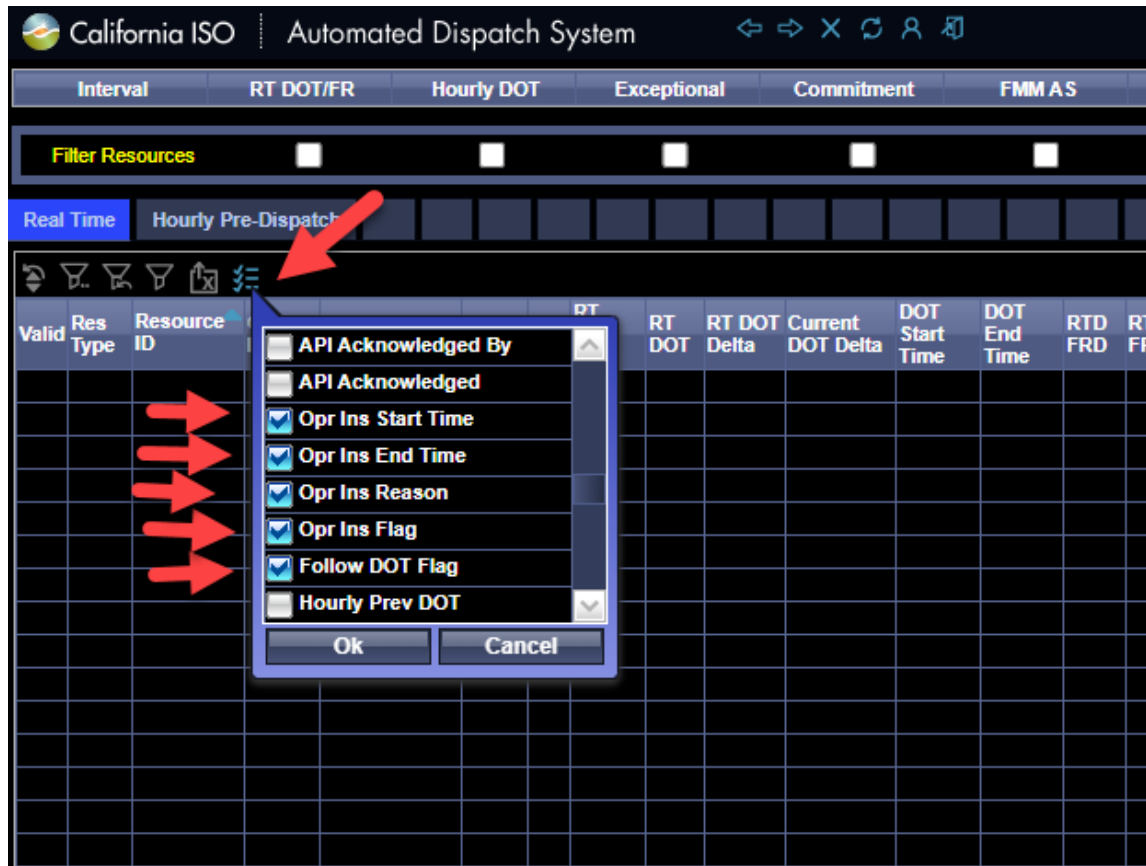 California ISO Automated Dispatch System
Interval RT DOT/FR Hourly DOT Exceptional Commitment FMM AS
Filter Resources
Real Time Hourly Pre-Dispatch
Valid Res Type Resource ID RT RT DOT RT DOT Delta Current DOT Delta DOT Start Time DOT End Time RTD FRD
API Acknowledged By
API Acknowledged
Opr Ins Start Time
Opr Ins End Time
Opr Ins Reason
Opr Ins Flag
Follow DOT Flag
Hourly Prev DOT
Ok Cancel